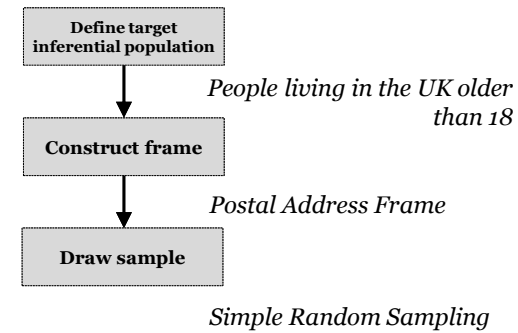 Define target
inferential population
People living in the UK older
than 18
Construct frame
Postal Address Frame
Draw sample
Simple Random Sampling